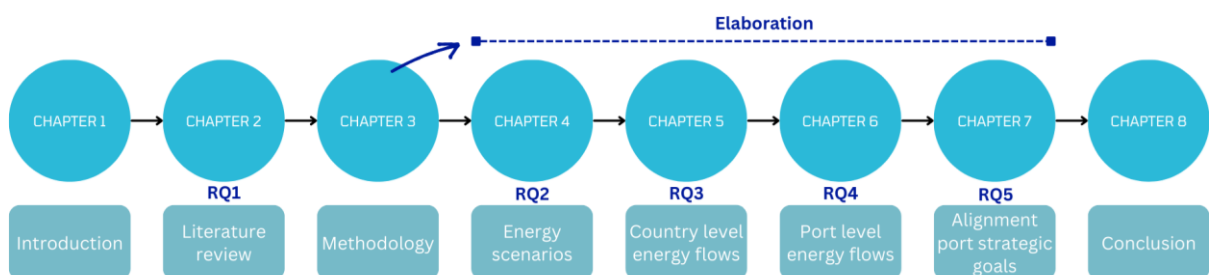 Elaboration
CHAPTER 1
CHAPTER 2
CHAPTER 3
CHAPTER 4
CHAPTER 5
CHAPTER 6
CHAPTER 7
CHAPTER 8
RQ1
RQ2
RQ3
RQ4
RQ5
Introduction
Literature
review
Methodology
Energy
scenarios
Country level
energy flows
Port level
energy flows
Alignment
port strategic
goals
Conclusion